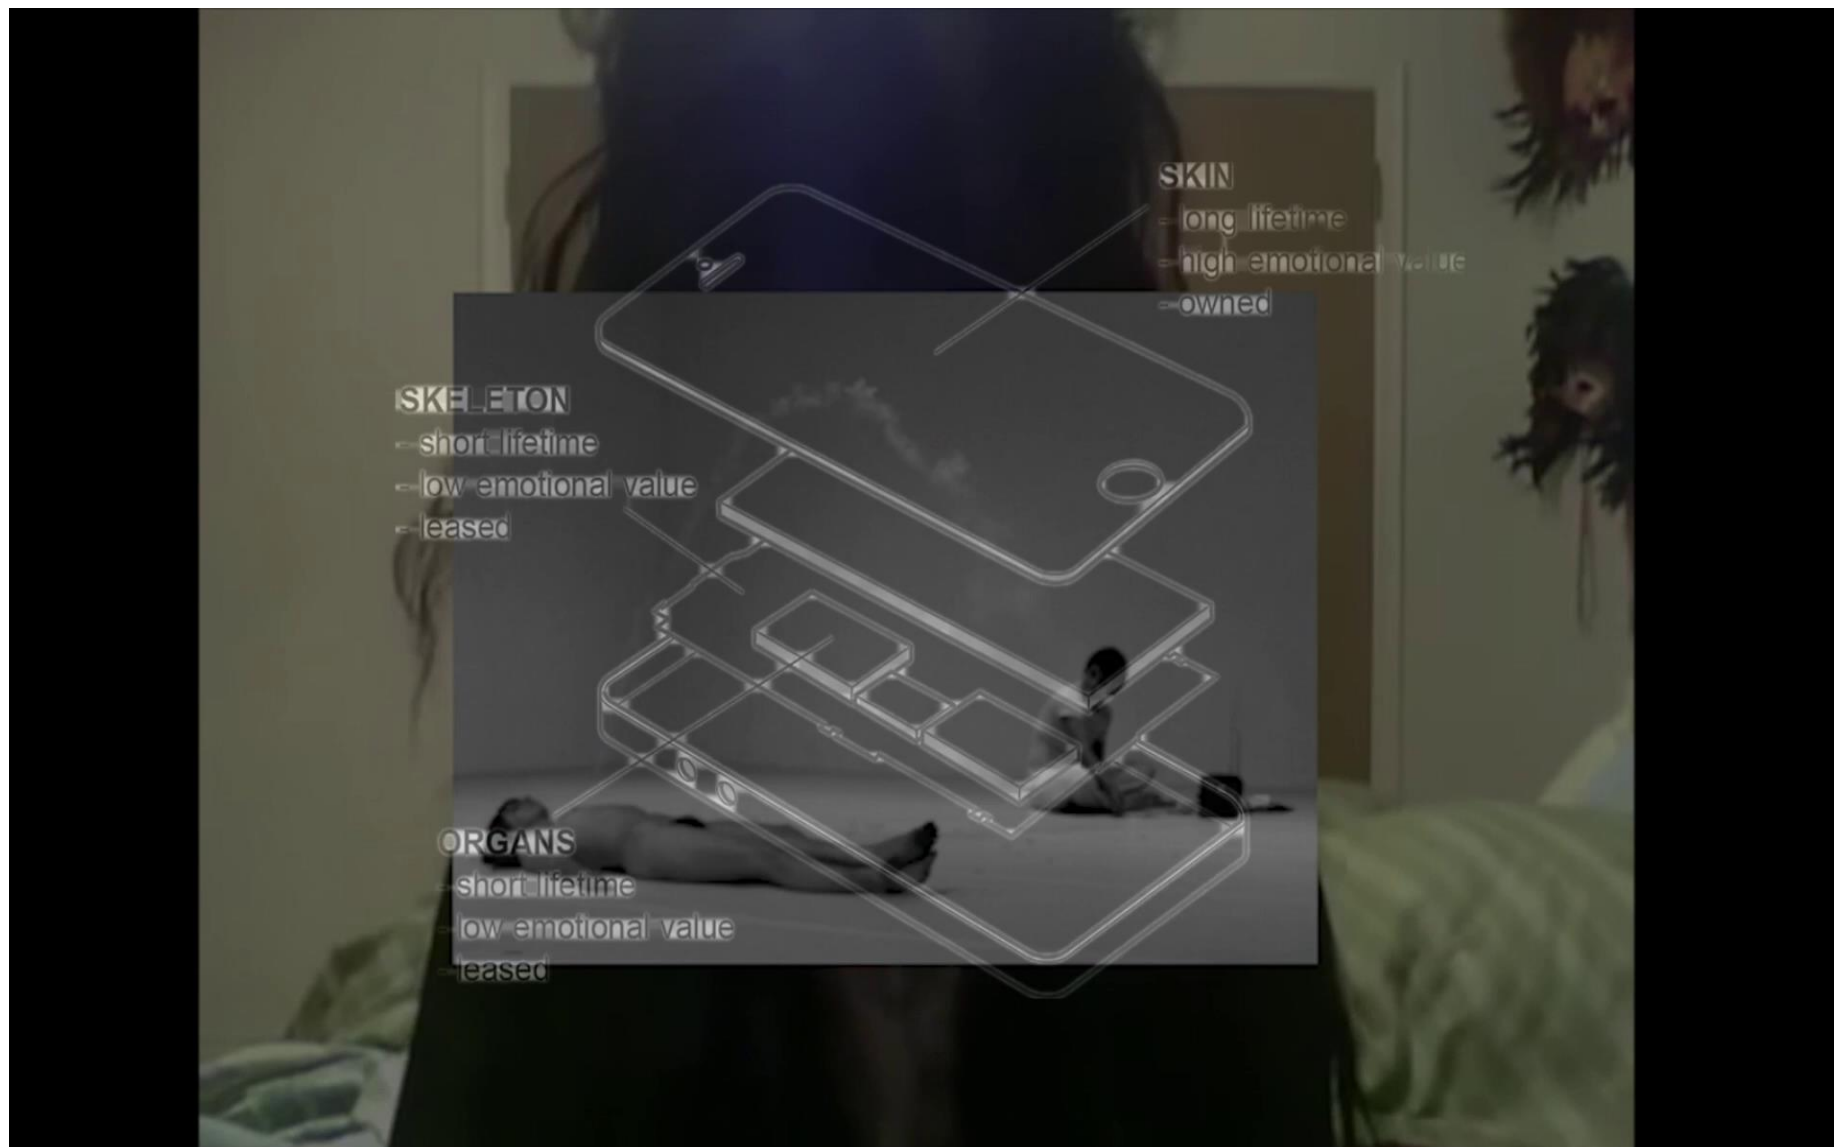 SKIN
- long lifetime
- high emotional value
- owned
SKELETON
- short lifetime
- low emotional value
- leased
ORGANS
- short lifetime
- low emotional value
- leased